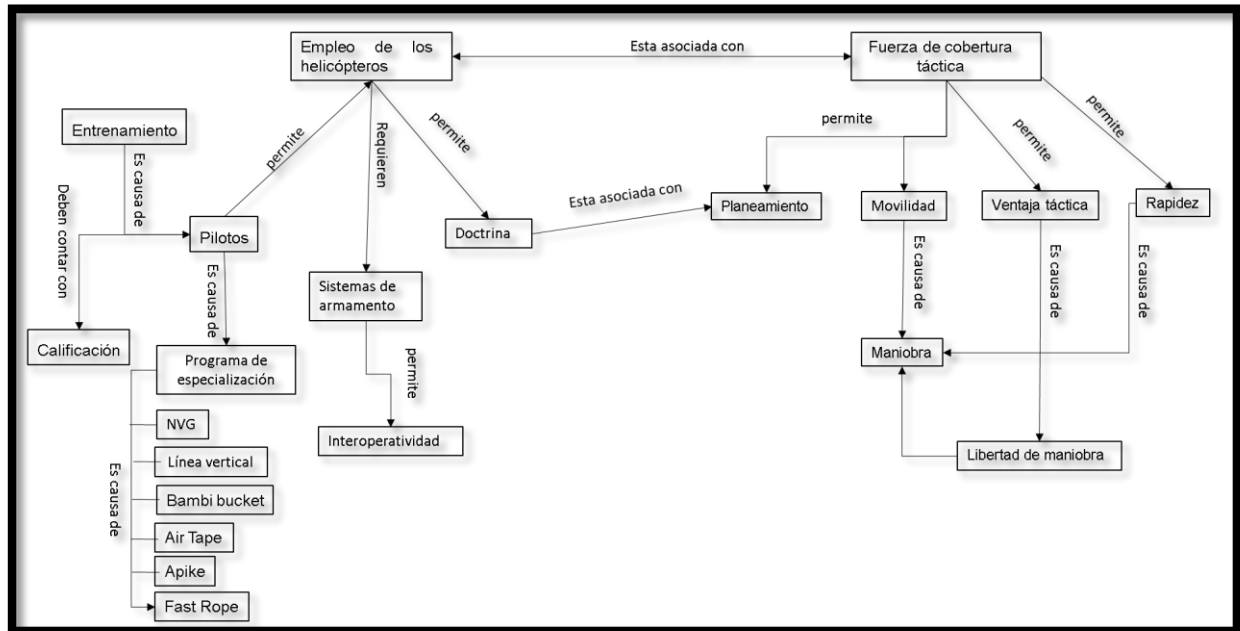 Empleo de los
helicópteros
Esta asociada con
Fuerza de cobertura
táctica
Entrenamiento
permite
Requieren
permite
permite
permite
permite
Es causa de
Deben contar con
Pilotos
Doctrina
Esta asociada con
Planeamiento
Movilidad
Ventaja táctica
Rapidez
Es causa de
Sistemas de
armamento
Es causa de
Es causa de
Es causa de
Calificación
Programa de
especialización
permite
Maniobra
NVG
Interoperatividad
Línea vertical
Libertad de maniobra
Es causa de
Bambi bucket
Air Tape
Apike
Fast Rope